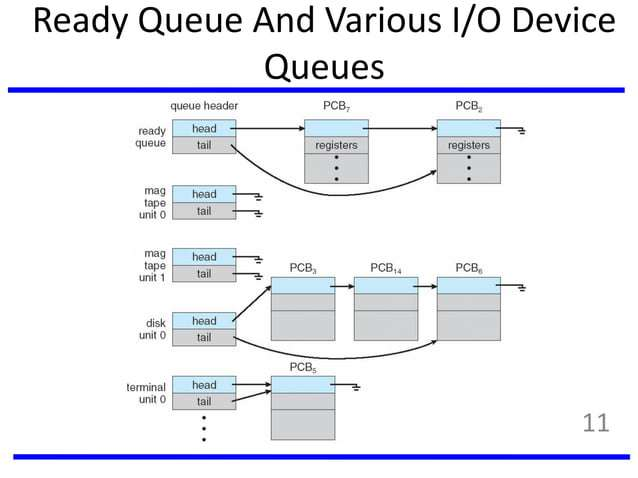 Ready Queue And Various I/O Device
Queues
queue header
PCB7
PCB2
ready
queue
head
tail
registers
registers
mag
tape
unit 0
head
tail
mag
tape
unit 1
head
tail
PCB3
PCB14
PCB6
disk
unit 0
head
tail
PCB5
terminal
unit 0
head
tail
11